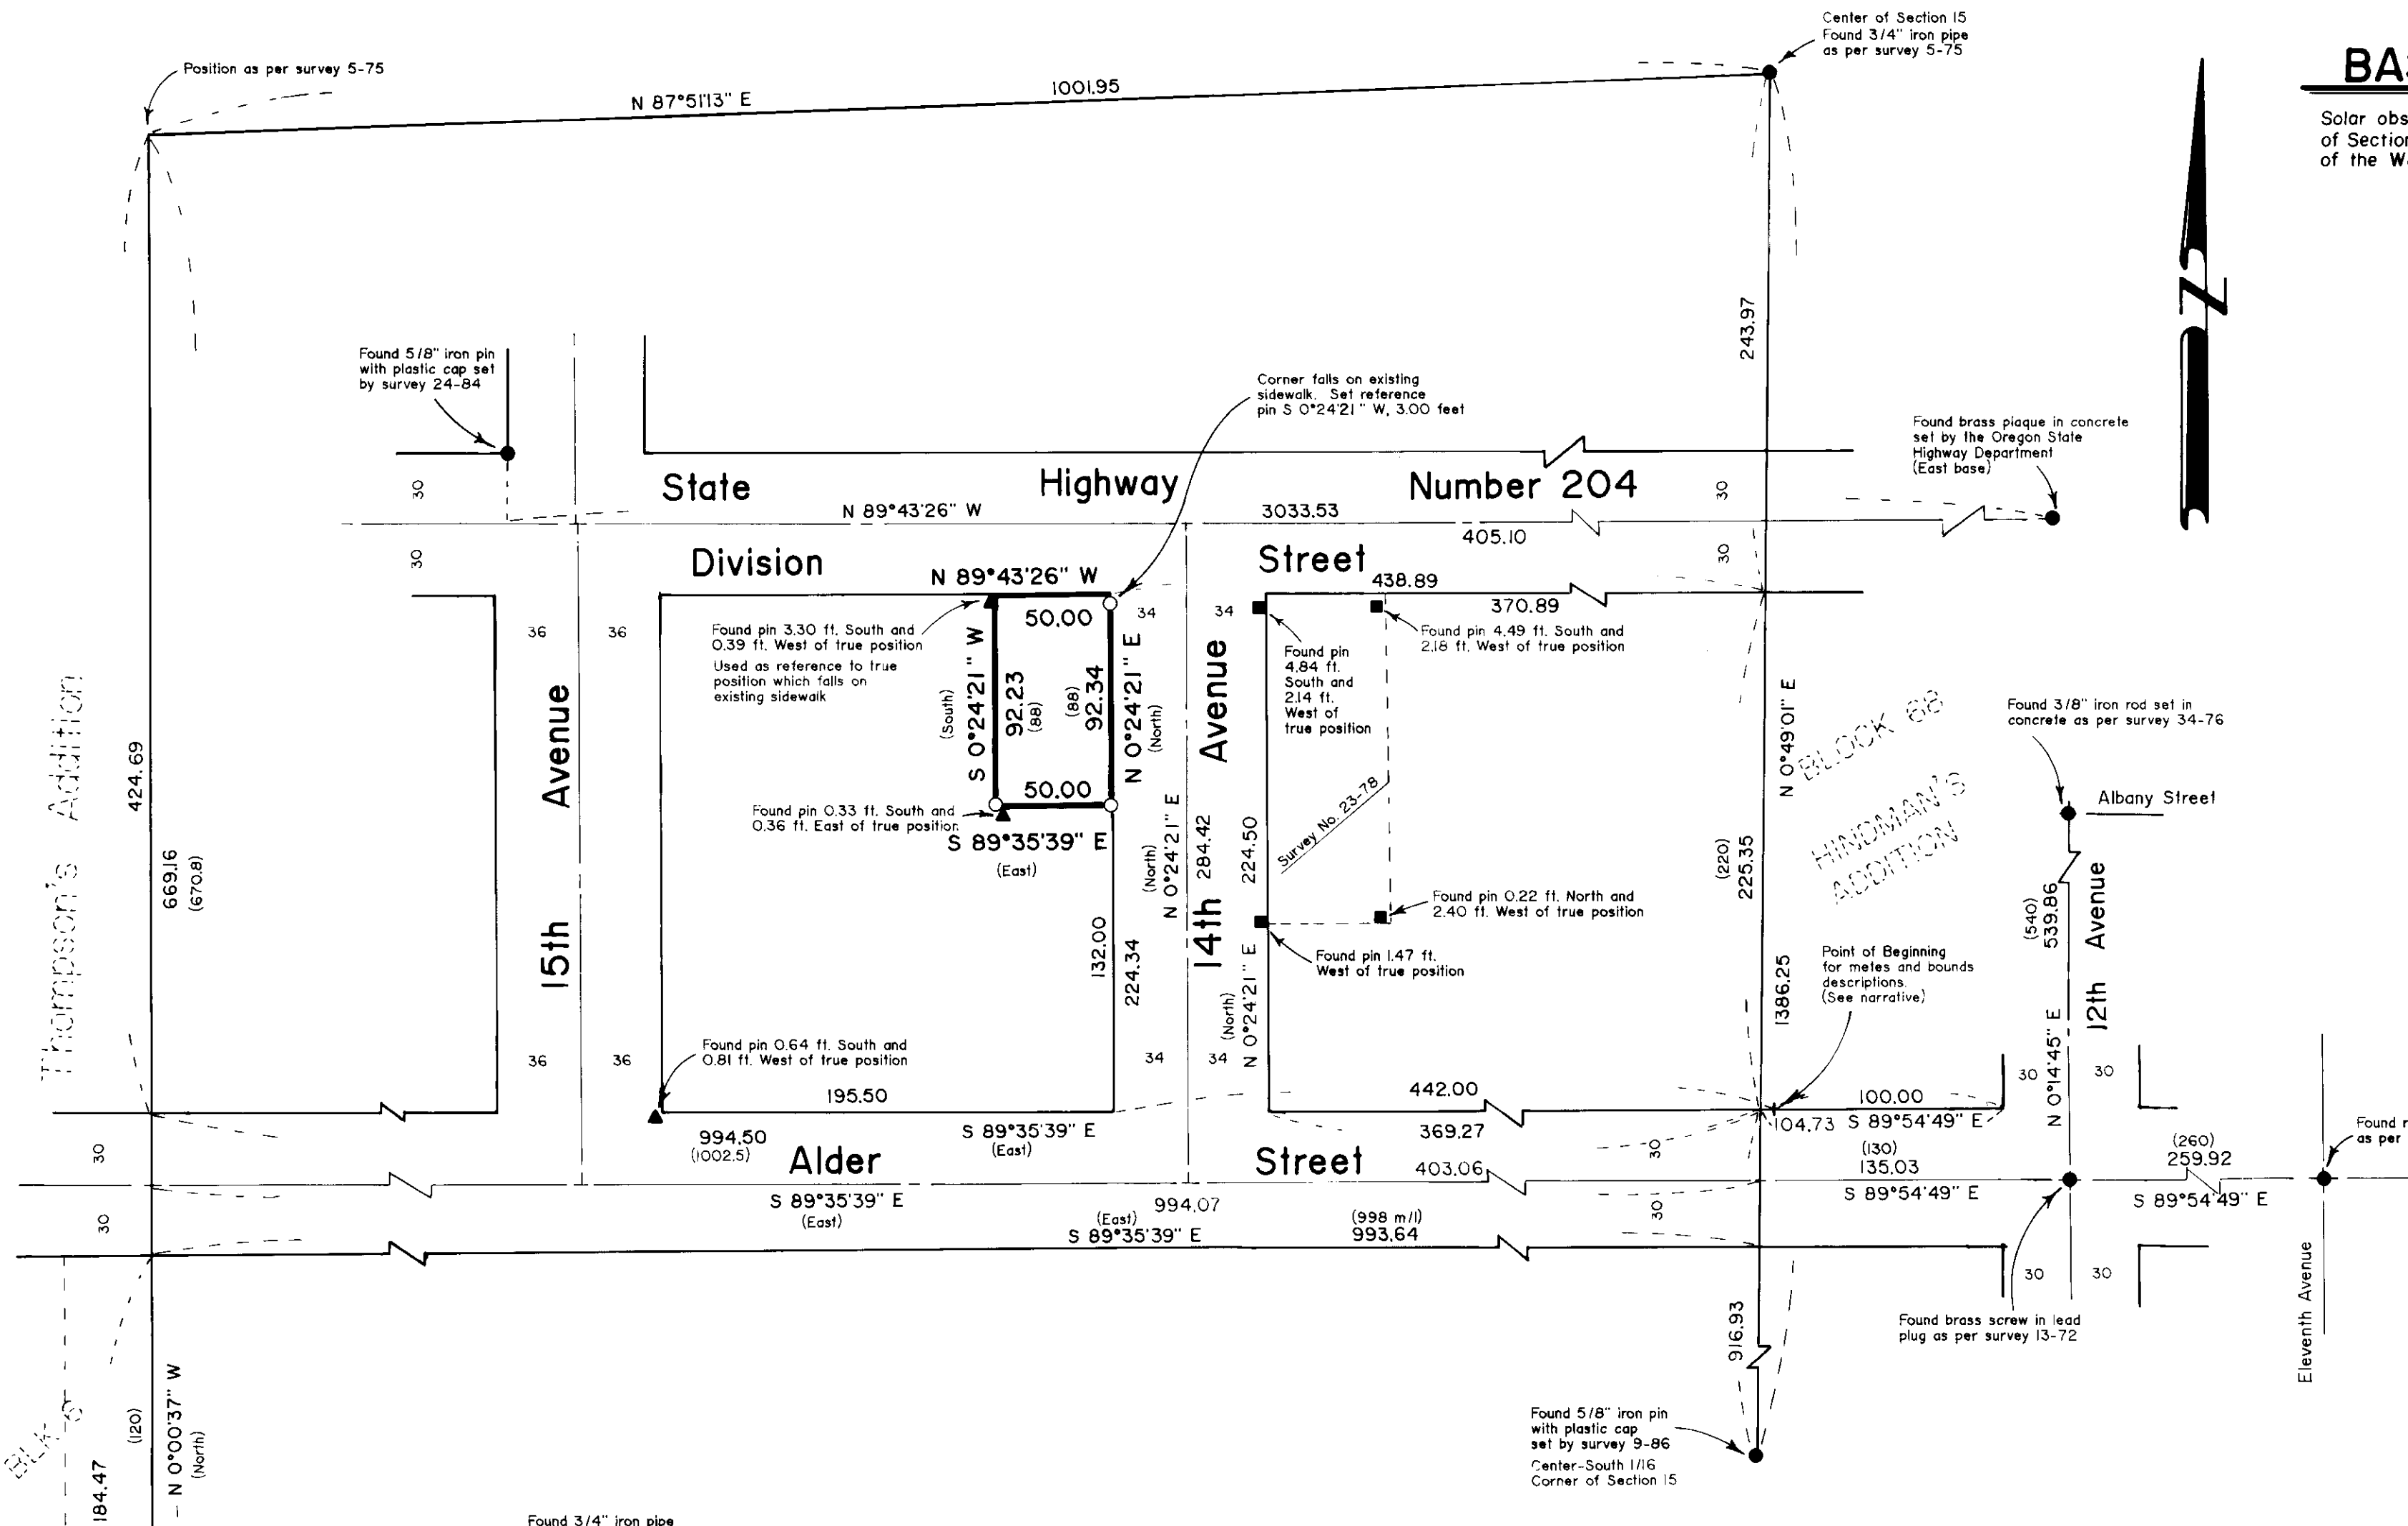 Center of Section 15
Found 3/4" iron pipe
as per survey 5-75
Position as per survey 5-75
N 87°51'13" E
1001.95
Solar
of
of the
243.97
Found 5/8" iron pin
with plastic cap set
by survey 24-84
Corner falls on existing
sidewalk. Set reference
pin S 0°24'21" W, 3.00 feet
Found brass plaque in concrete
set by the Oregon State
Highway Department
(East base)
N
30
State Highway Number 204
30
N 89°43'26" W
3033.53
405.10
30
Division Street
30
N 89°43'26" W
438.89
370.89
50.00
34
34
36
36
Found pin 3.30 ft. South and
0.39 ft. West of true position
Used as reference to true
position which falls on
existing sidewalk
(South)
S 0°24'21" W
92.23
(88)
(88)
92.34
N 0°24'21" E
(North)
50.00
Found pin 4.49 ft. South and
2.18 ft. West of true position
Found pin
4.84 ft.
South and
2.14 ft.
West of
true position
N 0°49'01" E
BLOCK 68
HINDMAN'S
ADDITION
Found 3/8" iron rod set in
concrete as per survey 34-76
Albany Street
Thompson's Addition
424.69
669.16
(670.8)
15th Avenue
Found pin 0.33 ft. South and
0.36 ft. East of true position
S 89°35'39" E
(East)
(North)
N 0°24'21" E
14th Avenue
284.42
224.50
Survey No. 23-78
(220)
225.35
(540)
539.86
12th Avenue
132.00
224.34
Found pin 0.22 ft. North and
2.40 ft. West of true position
Found pin 1.47 ft.
West of true position
(North)
N 0°24'21" E
1386.25
Point of Beginning
for metes and bounds
descriptions.
(See narrative)
N 0°14'45" E
36
36
Found pin 0.64 ft. South and
0.81 ft. West of true position
34
34
30
30
195.50
442.00
100.00
994.50
(1002.5)
S 89°35'39" E
(East)
369.27
104.73
S 89°54'49" E
Found
as per
30
Alder Street
403.06
30
(130)
135.03
(260)
259.92
S 89°35'39" E
(East)
994.07
S 89°54'49" E
S 89°54'49" E
30
(East)
S 89°35'39" E
(998 m/l)
993.64
30
30
30
Eleventh Avenue
Found brass screw in lead
plug as per survey 13-72
916.93
Found 5/8" iron pin
with plastic cap
set by survey 9-86
Center-South 1/16
Corner of Section 15
BLK.
(120)
184.47
N 0°00'37" W
(North)
Found 3/4" iron pipe